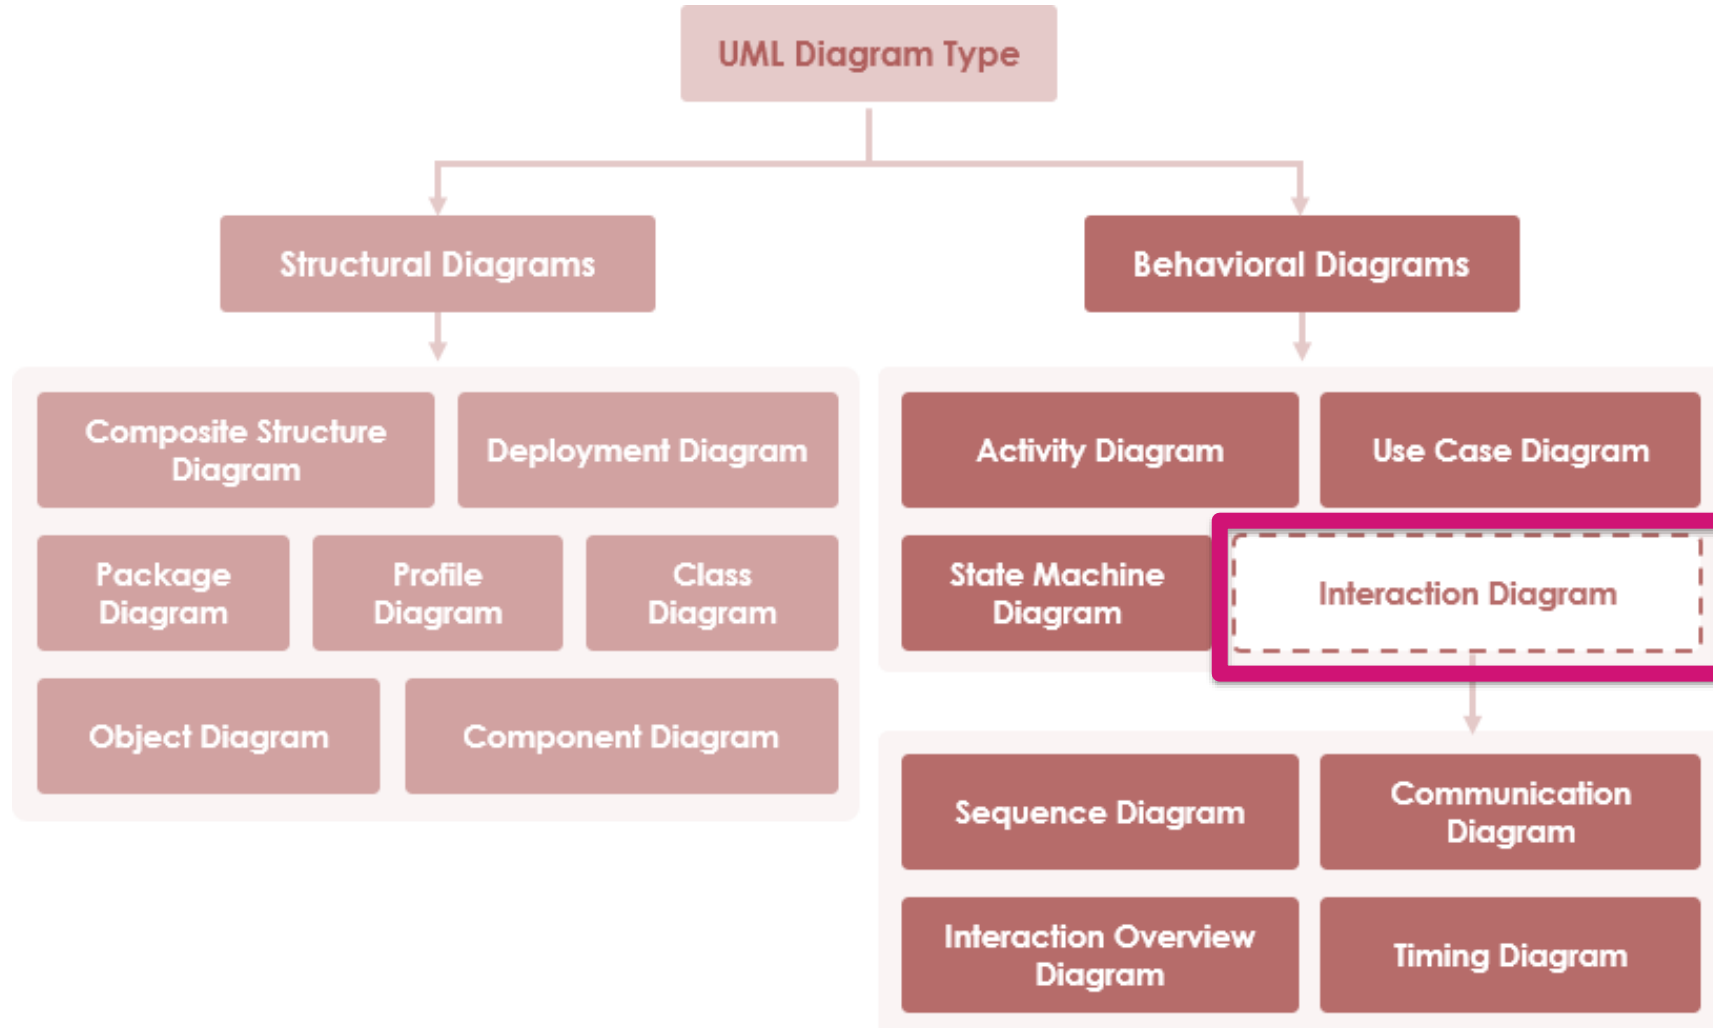 UML Diagram Type
Structural Diagrams
Behavioral Diagrams
Composite Structure
Diagram
Deployment Diagram
Package
Diagram
Profile
Diagram
Class
Diagram
Object Diagram
Component Diagram
Activity Diagram
Use Case Diagram
State Machine
Diagram
Interaction Diagram
Sequence Diagram
Communication
Diagram
Interaction Overview
Diagram
Timing Diagram